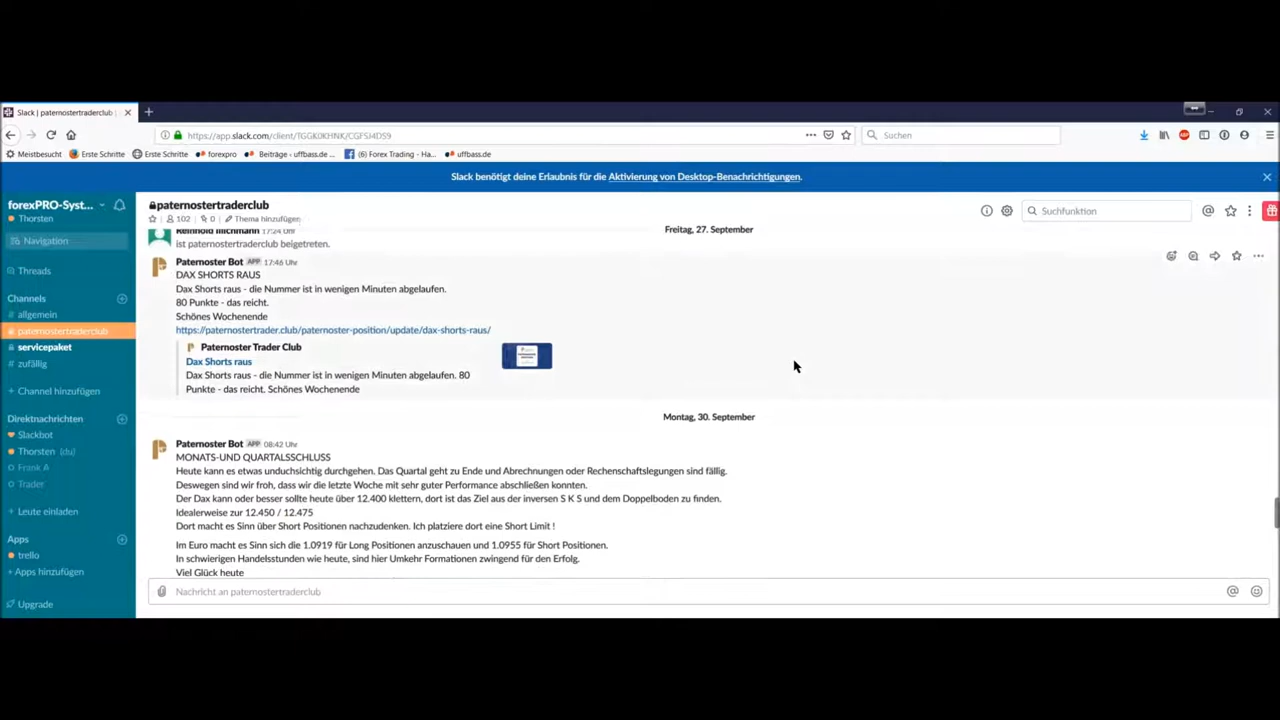 Slack | paternostertraderclub
https://app.slack.com/client/TGGK0KHNK/CGFSJ4DS9
Suchen
Meistbesucht Erste Schritte Erste Schritte forexpro Beiträge - uffbass.de ... (6) Forex Trading - Ha... uffbass.de
Slack benötigt deine Erlaubnis für die Aktivierung von Desktop-Benachrichtigungen.
forexPRO-Syst...
Thorsten
Navigation
Threads
Channels
allgemein
paternostertraderclub
servicepaket
zufällig
+ Channel hinzufügen
Direktnachrichten
Slackbot
Thorsten (du)
Frank A
Trader
+ Leute einladen
Apps
trello
+ Apps hinzufügen
Upgrade
paternostertraderclub
102 0 Thema hinzufügen
Suchfunktion
Freitag, 27. September
Reinhold Illichmann 17:24 Uhr
ist paternostertraderclub beigetreten.
Paternoster Bot APP 17:46 Uhr
DAX SHORTS RAUS
Dax Shorts raus - die Nummer ist in wenigen Minuten abgelaufen.
80 Punkte - das reicht.
Schönes Wochenende
https://paternostertrader.club/paternoster-position/update/dax-shorts-raus/
Paternoster Trader Club
Dax Shorts raus
Dax Shorts raus - die Nummer ist in wenigen Minuten abgelaufen. 80
Punkte - das reicht. Schönes Wochenende
Montag, 30. September
Paternoster Bot APP 08:42 Uhr
MONATS-UND QUARTALSSCHLUSS
Heute kann es etwas unduchsichtig durchgehen. Das Quartal geht zu Ende und Abrechnungen oder Rechenschaftslegungen sind fällig.
Deswegen sind wir froh, dass wir die letzte Woche mit sehr guter Performance abschließen konnten.
Der Dax kann oder besser sollte heute über 12.400 klettern, dort ist das Ziel aus der inversen S K S und dem Doppelboden zu finden.
Idealerweise zur 12.450 / 12.475
Dort macht es Sinn über Short Positionen nachzudenken. Ich platziere dort eine Short Limit !
Im Euro macht es Sinn sich die 1.0919 für Long Positionen anzuschauen und 1.0955 für Short Positionen.
In schwierigen Handelsstunden wie heute, sind hier Umkehr Formationen zwingend für den Erfolg.
Viel Glück heute
Nachricht an paternostertraderclub